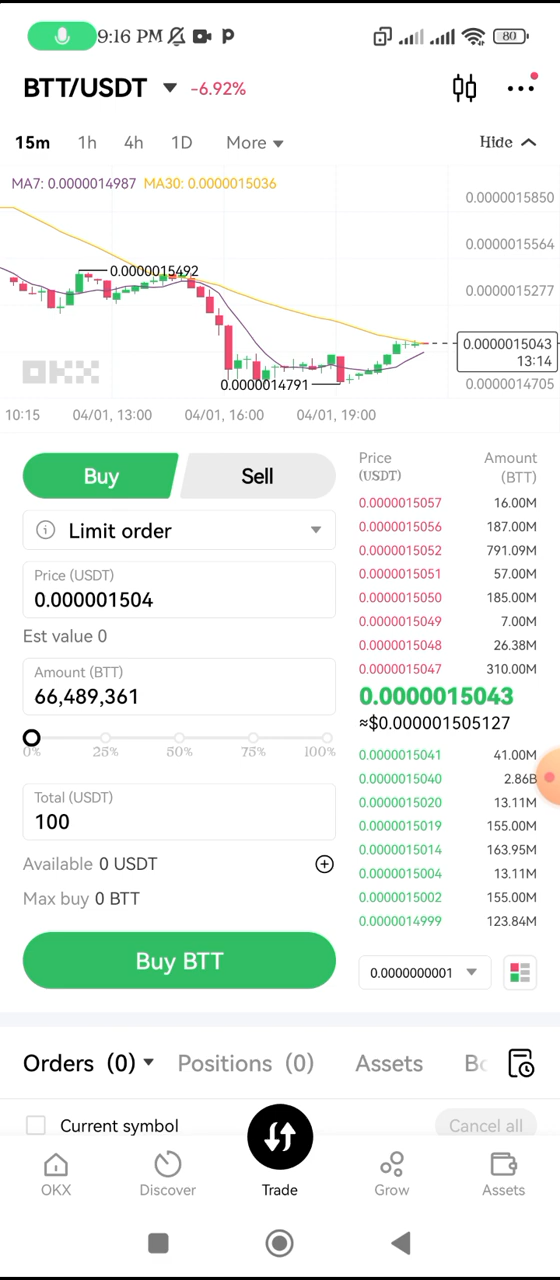 9:16 PM
80
BTT/USDT -6.92%
15m 1h 4h 1D More Hide
MA7: 0.0000014987 MA30: 0.0000015036
0.0000015850
0.0000015564
0.0000015492
0.0000015277
0.0000015043
13:14
0.0000014791
0.0000014705
OKX
10:15 04/01, 13:00 04/01, 16:00 04/01, 19:00
Buy Sell
Limit order
Price (USDT)
0.000001504
Est value 0
Amount (BTT)
66,489,361
0% 25% 50% 75% 100%
Total (USDT)
100
Available 0 USDT
Max buy 0 BTT
Buy BTT
Price Amount
(USDT) (BTT)
0.0000015057 16.00M
0.0000015056 187.00M
0.0000015052 791.09M
0.0000015051 57.00M
0.0000015050 185.00M
0.0000015049 7.00M
0.0000015048 26.38M
0.0000015047 310.00M
0.0000015043
≈$0.000001505127
0.0000015041 41.00M
0.0000015040 2.86B
0.0000015020 13.11M
0.0000015019 155.00M
0.0000015014 163.95M
0.0000015004 13.11M
0.0000015002 155.00M
0.0000014999 123.84M
0.0000000001
Orders (0) Positions (0) Assets
Current symbol Cancel all
OKX Discover Trade Grow Assets